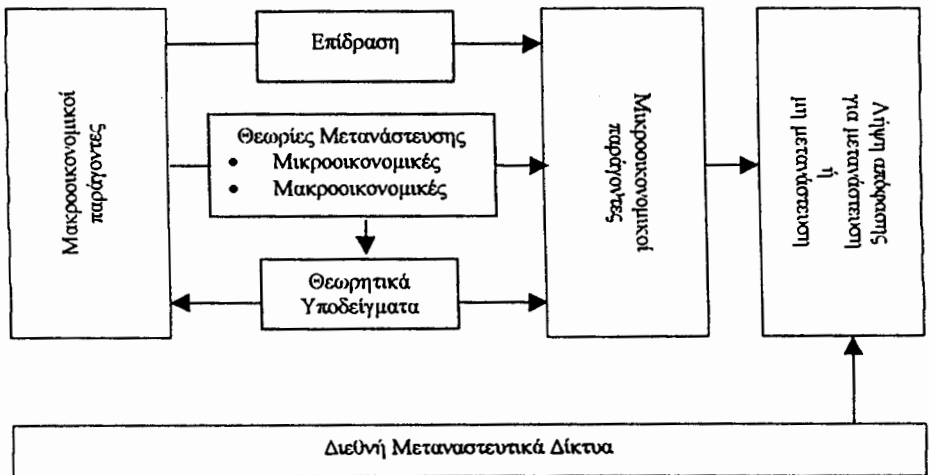 Μακροοικονομικοί
παράγοντες
Επίδραση
Θεωρίες Μετανάστευσης
• Μικροοικονομικές
• Μακροοικονομικές
Θεωρητικά
Υποδείγματα
Μικροοικονομικοί
παράγοντες
Λήψη απόφασης
για μετανάστευση
ή
μη μετανάστευση
Διεθνή Μεταναστευτικά Δίκτυα